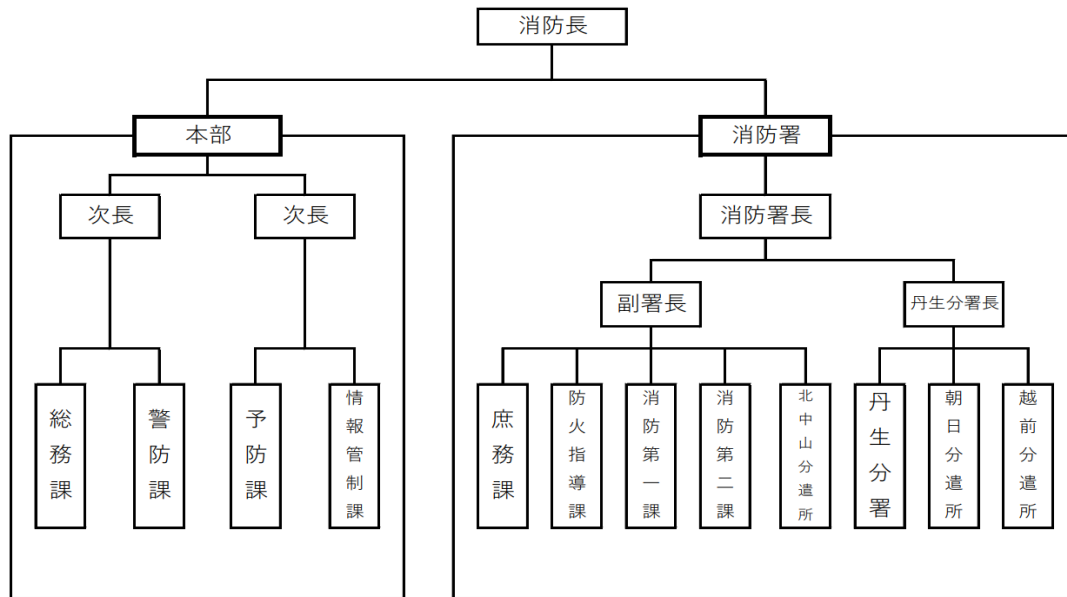 消防長
本部
消防署
次長
次長
消防署長
副署長
丹生分署長
総務課
警防課
予防課
情報管制課
庶務課
防火指導課
消防第一課
消防第二課
北中山分遣所
丹生分署
朝日分遣所
越前分遣所